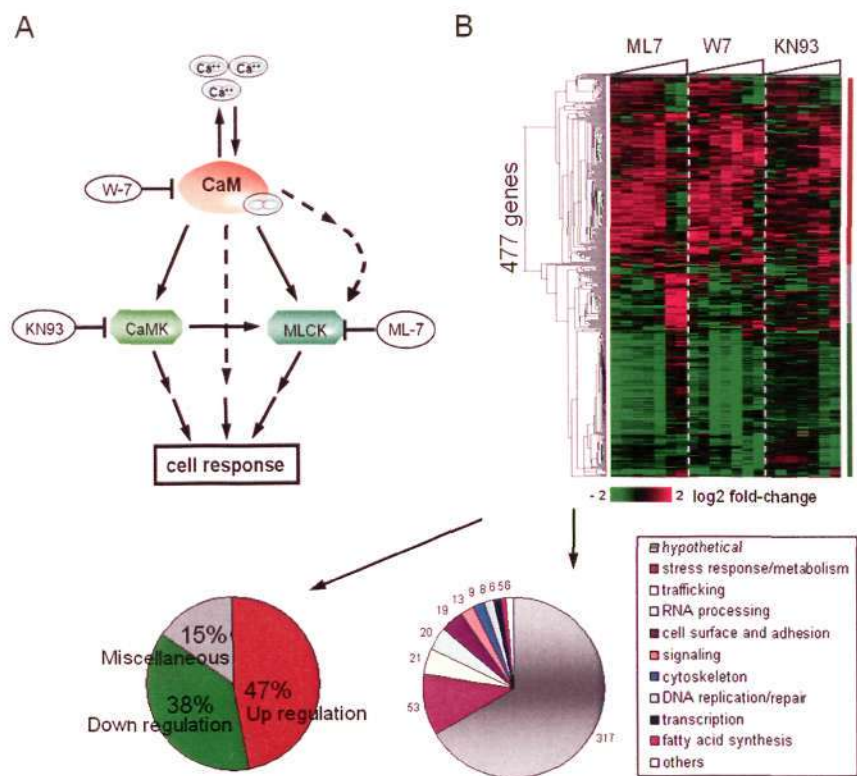 A
Ca++ Ca++
Ca++
CaM
W-7
KN93
CaMK
MLCK
ML-7
cell response
B
ML7 W7 KN93
477 genes
- 2 2 log2 fold-change
15%
Miscellaneous
38%
Down regulation
47%
Up regulation
19 13 9 8 6 5 6
20
21
53
317
hypothetical
stress response/metabolism
trafficking
RNA processing
cell surface and adhesion
signaling
cytoskeleton
DNA replication/repair
transcription
fatty acid synthesis
others